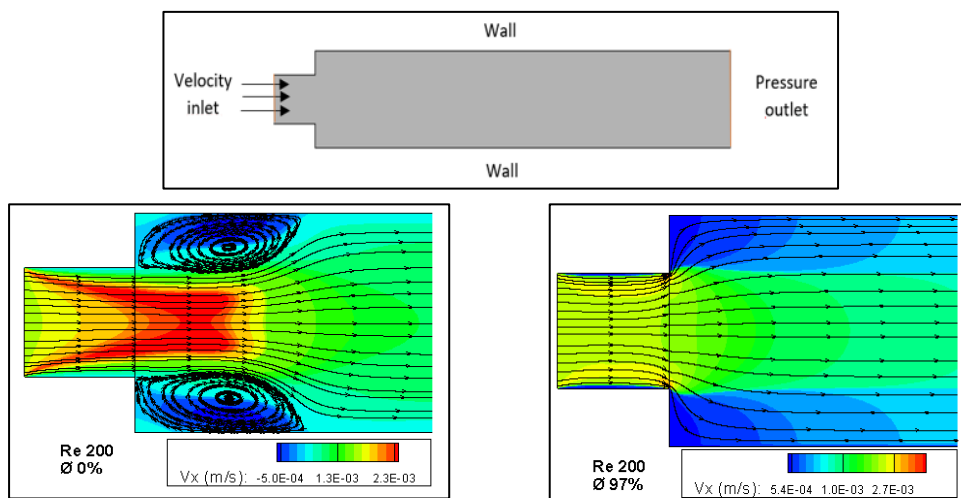 Wall
Velocity
inlet
Pressure
outlet
Wall
Re 200
Ø 0%
Vx (m/s): -5.0E-04 1.3E-03 2.3E-03
Re 200
Ø 97%
Vx (m/s): 5.4E-04 1.0E-03 2.7E-03